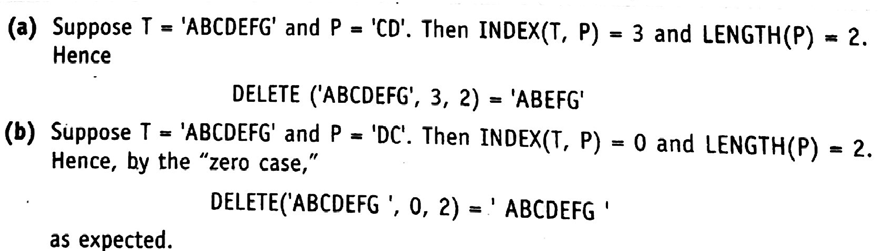 (a) Suppose T = 'ABCDEFG' and P = 'CD'. Then INDEX(T, P) = 3 and LENGTH(P) = 2.
Hence
DELETE ('ABCDEFG', 3, 2) = 'ABEFG'
(b) Suppose T = 'ABCDEFG' and P = 'DC'. Then INDEX(T, P) = 0 and LENGTH(P) = 2.
Hence, by the “zero case,”
DELETE('ABCDEFG ', 0, 2) = ' ABCDEFG '
as expected.